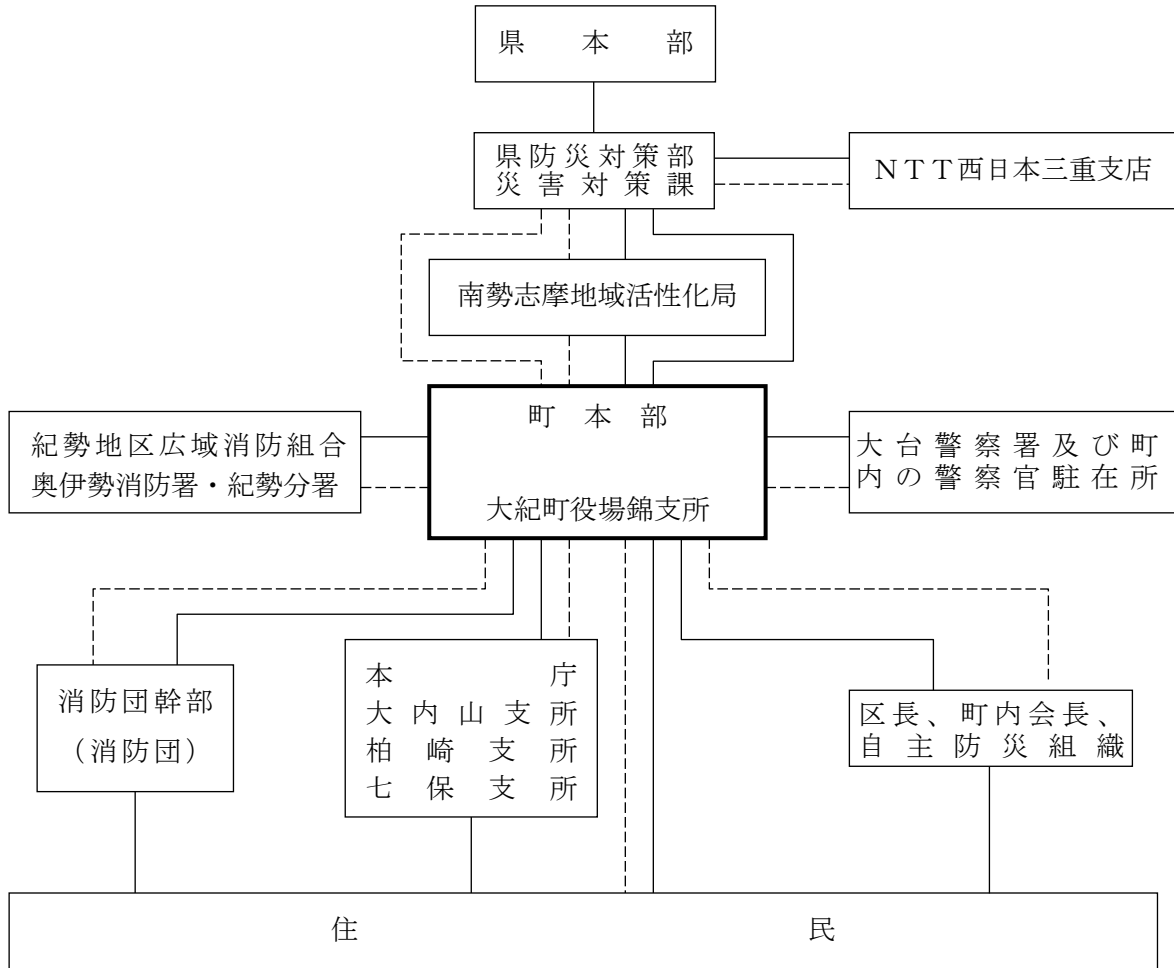 県本部
県防災対策部
災害対策課
ＮＴＴ西日本三重支店
南勢志摩地域活性化局
町本部
大紀町役場錦支所
紀勢地区広域消防組合
奥伊勢消防署・紀勢分署
大台警察署及び町
内の警察官駐在所
消防団幹部
（消防団）
本庁
大内山支所
柏崎支所
七保支所
区長、町内会長、
自主防災組織
住民